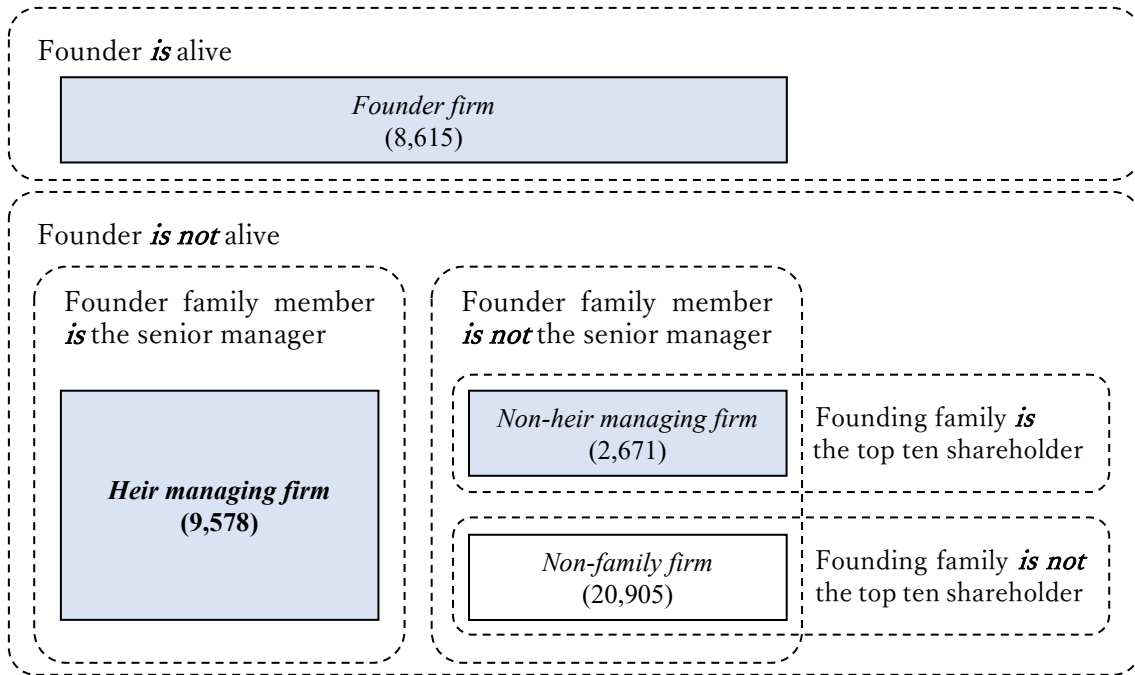 Founder is alive
Founder firm
(8,615)
Founder is not alive
Founder family member
is the senior manager
Founder family member
is not the senior manager
Heir managing firm
(9,578)
Non-heir managing firm
(2,671)
Founding family is
the top ten shareholder
Non-family firm
(20,905)
Founding family is not
the top ten shareholder